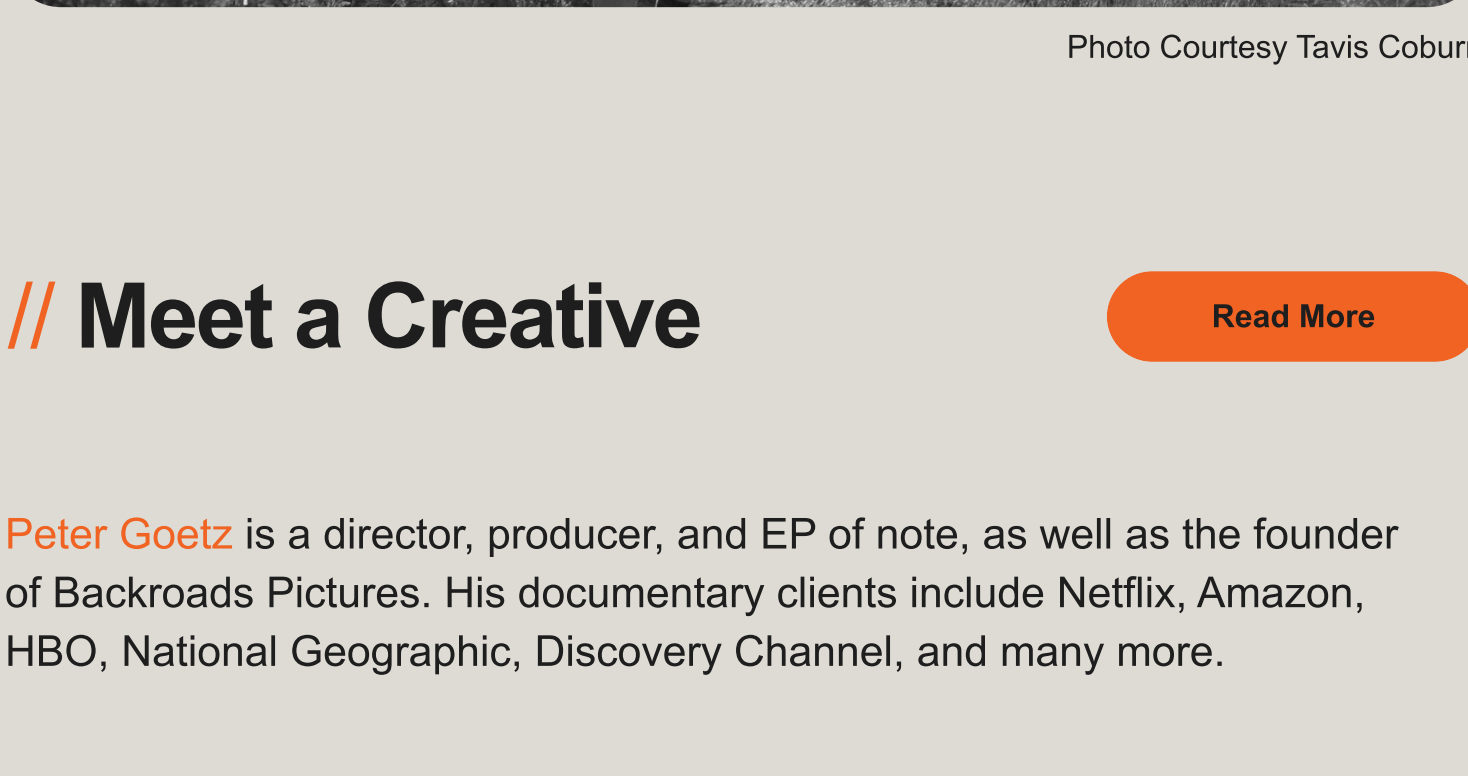 Photo Courtesy Tavis
// Meet a Creative
Read More
Peter Goetz is a director, producer, and EP of note, as well as the founder
of Backroads Pictures. His documentary clients include Netflix, Amazon,
HBO, National Geographic, Discovery Channel, and many more.